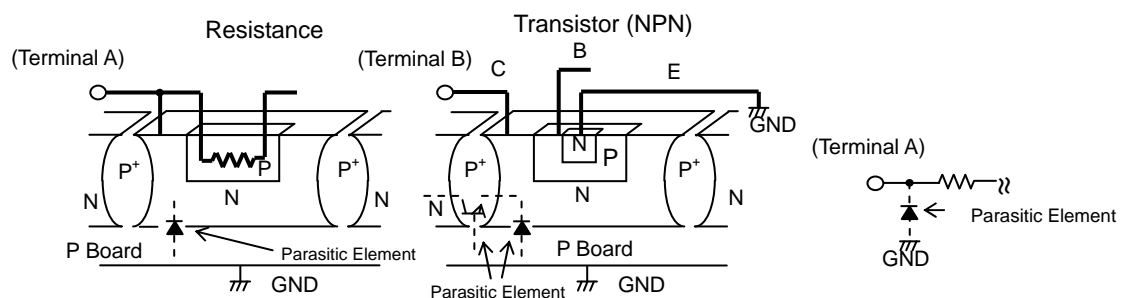 Resistance
(Terminal A)
P+
P+
P
N
N
N
P Board
Parasitic Element
GND
Transistor (NPN)
(Terminal B)
C
B
E
GND
P+
P+
N
P
N
N
N
P Board
Parasitic Element
GND
(Terminal A)
Parasitic Element
GND